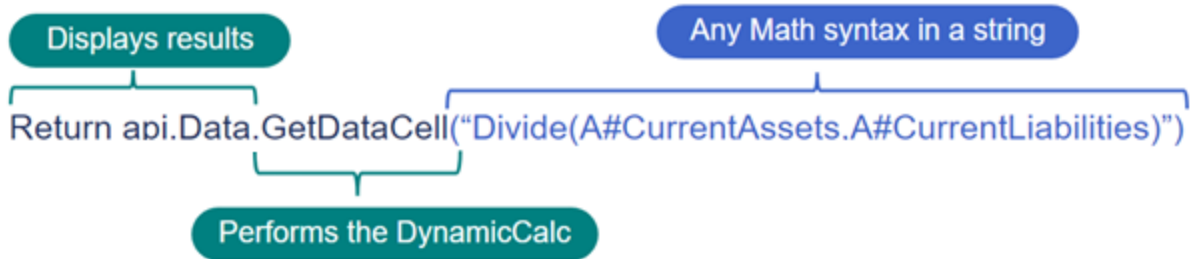 Displays results
Any Math syntax in a string
Return api.Data.GetDataCell(“Divide(A#CurrentAssets.A#CurrentLiabilities)”)
Performs the DynamicCalc